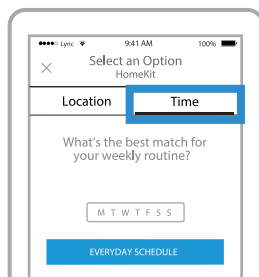 Lyric 9:41 AM 100%
Select an Option
HomeKit
Location Time
What's the best match for
your weekly routine?
M T W T F S S
EVERYDAY SCHEDULE